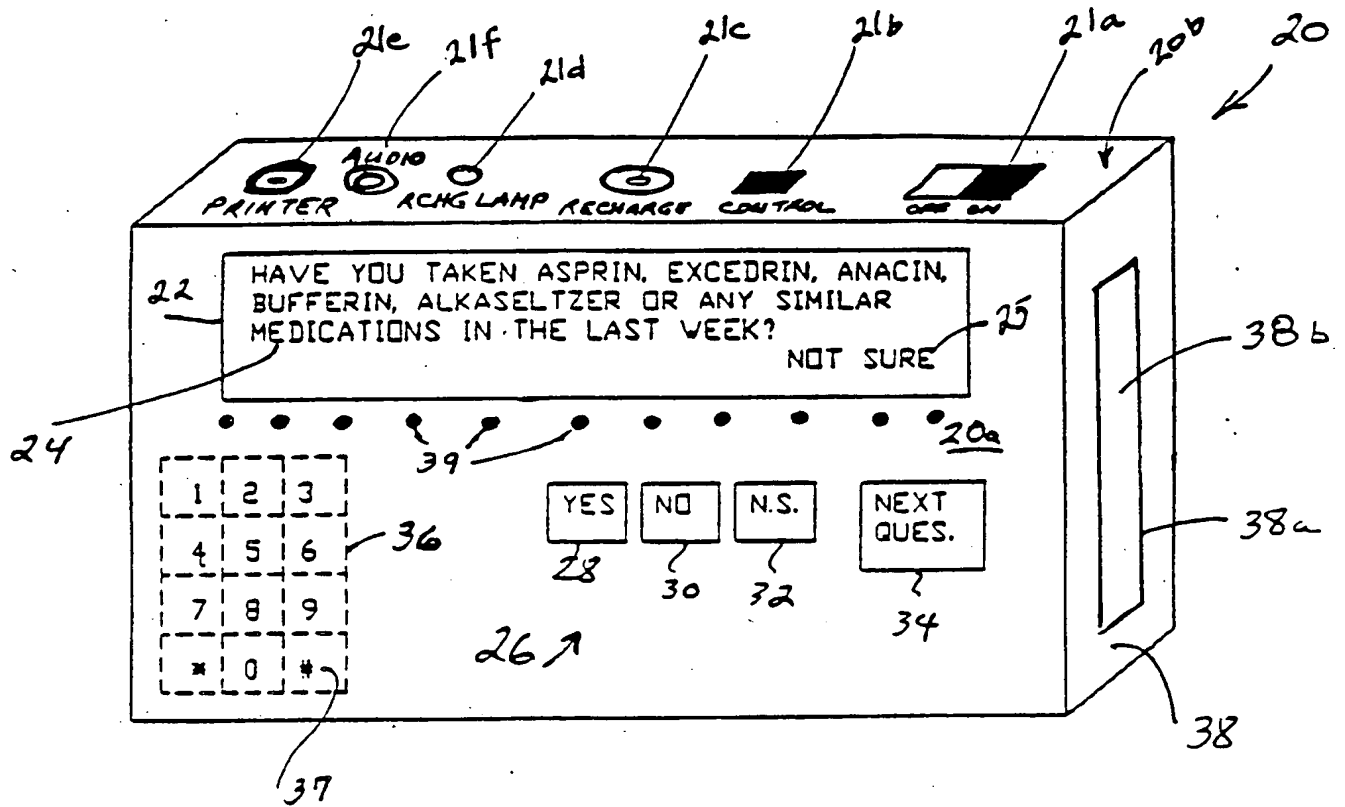 21e 21f 21d 21c 21b 21a 20b 20
AUDIO
PRINTER RCHG LAMP RECHARGE CONTROL OFF ON
22
HAVE YOU TAKEN ASPRIN, EXCEDRIN, ANACIN,
BUFFERIN, ALKASELTZER OR ANY SIMILAR
MEDICATIONS IN THE LAST WEEK?
NOT SURE
25
38b
24
39
20a
1 2 3
4 5 6
7 8 9
* 0 #
36
YES NO N.S. NEXT
QUES.
28 30 32 34
38a
26
38
37